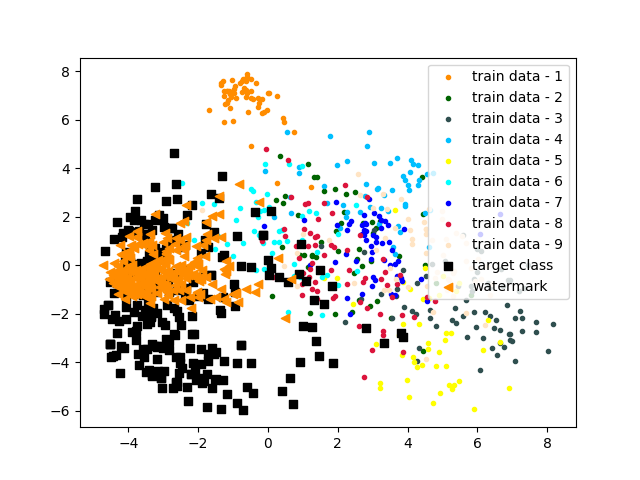 8
6
4
2
0
−2
−4
−6
−4
−2
0
2
4
6
8
train data - 1
train data - 2
train data - 3
train data - 4
train data - 5
train data - 6
train data - 7
train data - 8
train data - 9
target class
watermark